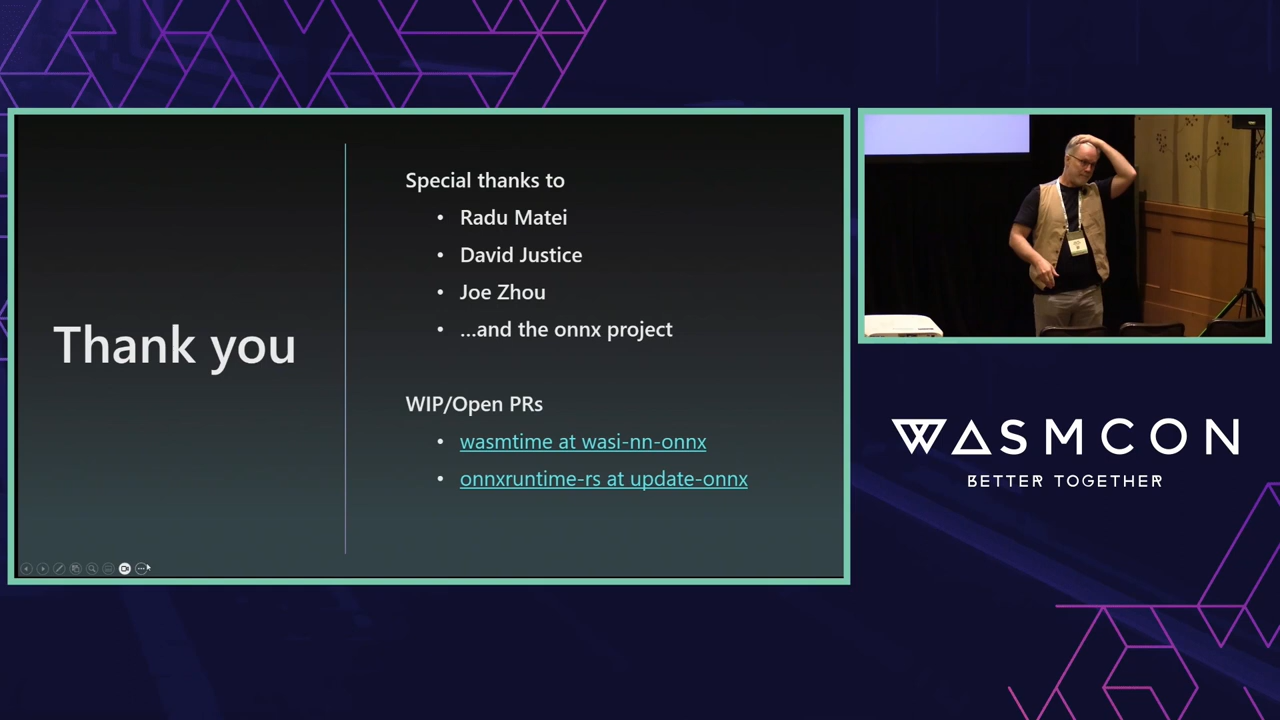 Thank you
Special thanks to
• Radu Matei
• David Justice
• Joe Zhou
• ...and the onnx project
WIP/Open PRs
• wasmtime at wasi-nn-onnx
• onnxruntime-rs at update-onnx
WASMCON
BETTER TOGETHER